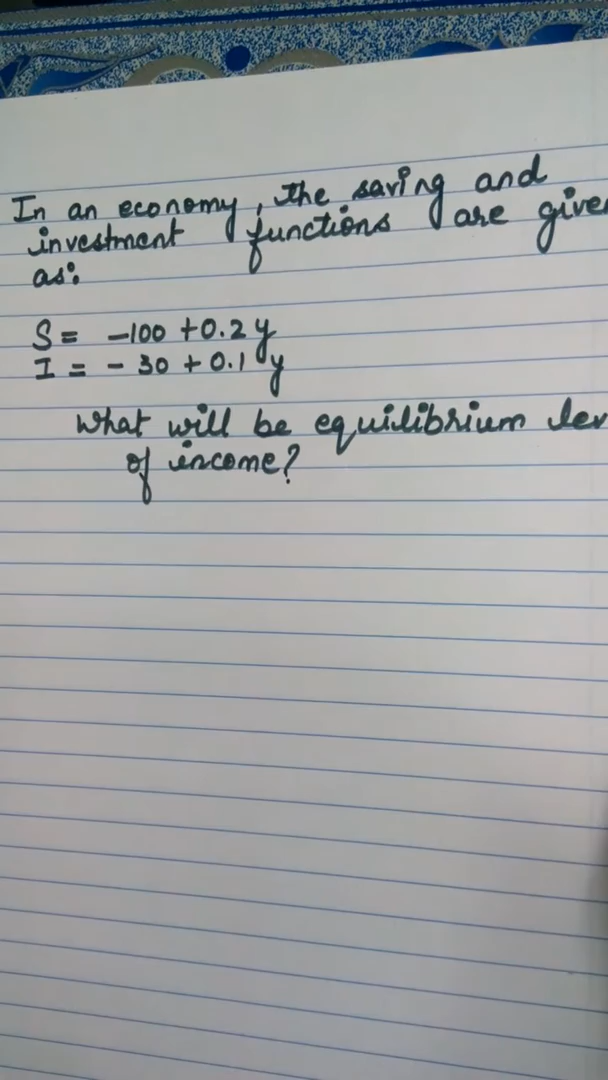 In an economy, the saving and
investment functions are give
as:
S = -100 +0.2y
I = - 30 + 0.1 y
What will be equilibrium lev
of income?